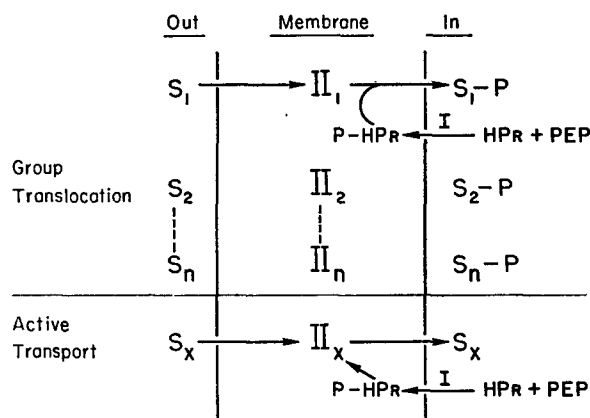 Out Membrane In
S₁ II₁ S₁–P
I
P–HPR HPR + PEP
Group
Translocation
S₂ II₂ S₂–P
Sₙ IIₙ Sₙ–P
Active
Transport
Sₓ IIₓ Sₓ
I
P–HPR HPR + PEP